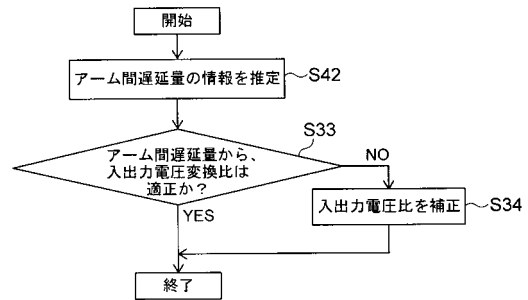 開始
アーム間遅延量の情報を推定
S42
アーム間遅延量から、
入出力電圧変換比は
適正か？
S33
NO
YES
入出力電圧比を補正
S34
終了